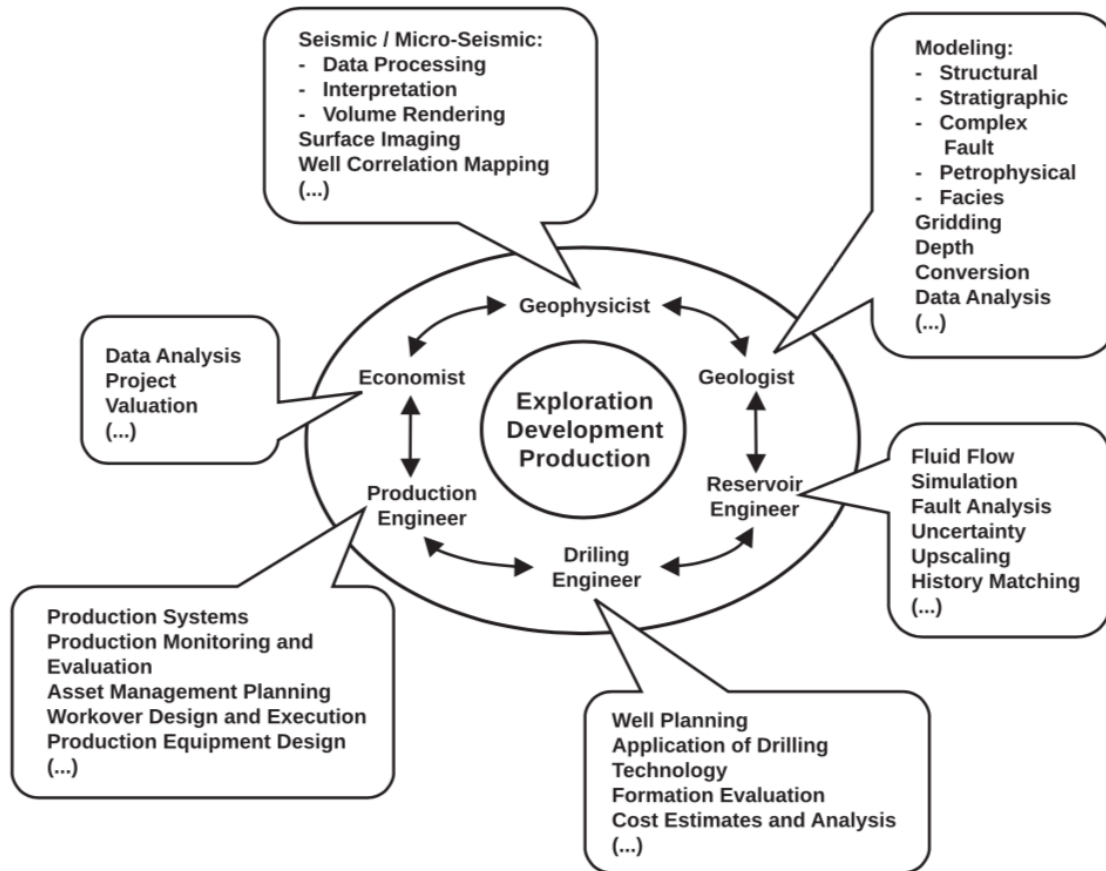 Seismic / Micro-Seismic:
- Data Processing
- Interpretation
- Volume Rendering
Surface Imaging
Well Correlation Mapping
(...)
Modeling:
- Structural
- Stratigraphic
- Complex
Fault
- Petrophysical
- Facies
Gridding
Depth
Conversion
Data Analysis
(...)
Geophysicist
Data Analysis
Project
Valuation
(...)
Economist
Geologist
Exploration
Development
Production
Production
Engineer
Reservoir
Engineer
Fluid Flow
Simulation
Fault Analysis
Uncertainty
Upscaling
History Matching
(...)
Driling
Engineer
Production Systems
Production Monitoring and
Evaluation
Asset Management Planning
Workover Design and Execution
Production Equipment Design
(...)
Well Planning
Application of Drilling
Technology
Formation Evaluation
Cost Estimates and Analysis
(...)